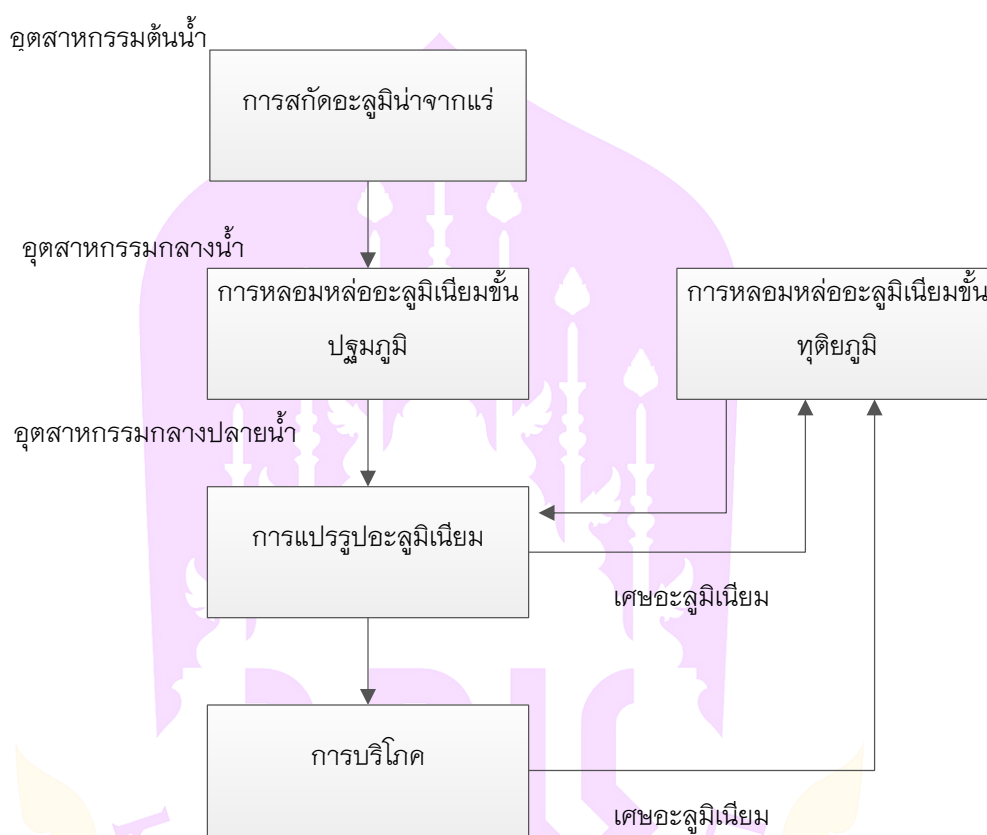 อุตสาหกรรมต้นน้ำ
การสกัดอะลูมิน่าจากแร่
อุตสาหกรรมกลางน้ำ
การหลอมหล่ออะลูมิเนียมขั้น
ปฐมภูมิ
การหลอมหล่ออะลูมิเนียมขั้น
ทุติยภูมิ
อุตสาหกรรมกลางปลายน้ำ
การแปรรูปอะลูมิเนียม
เศษอะลูมิเนียม
การบริโภค
เศษอะลูมิเนียม